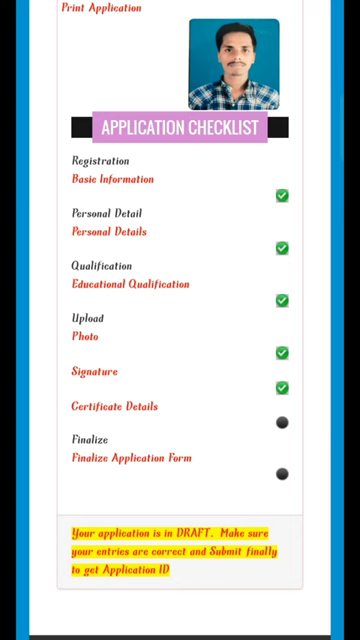 Print Application
APPLICATION CHECKLIST
Registration
Basic Information
Personal Detail
Personal Details
Qualification
Educational Qualification
Upload
Photo
Signature
Certificate Details
Finalize
Finalize Application Form
Your application is in DRAFT. Make sure
your entries are correct and Submit finally
to get Application ID